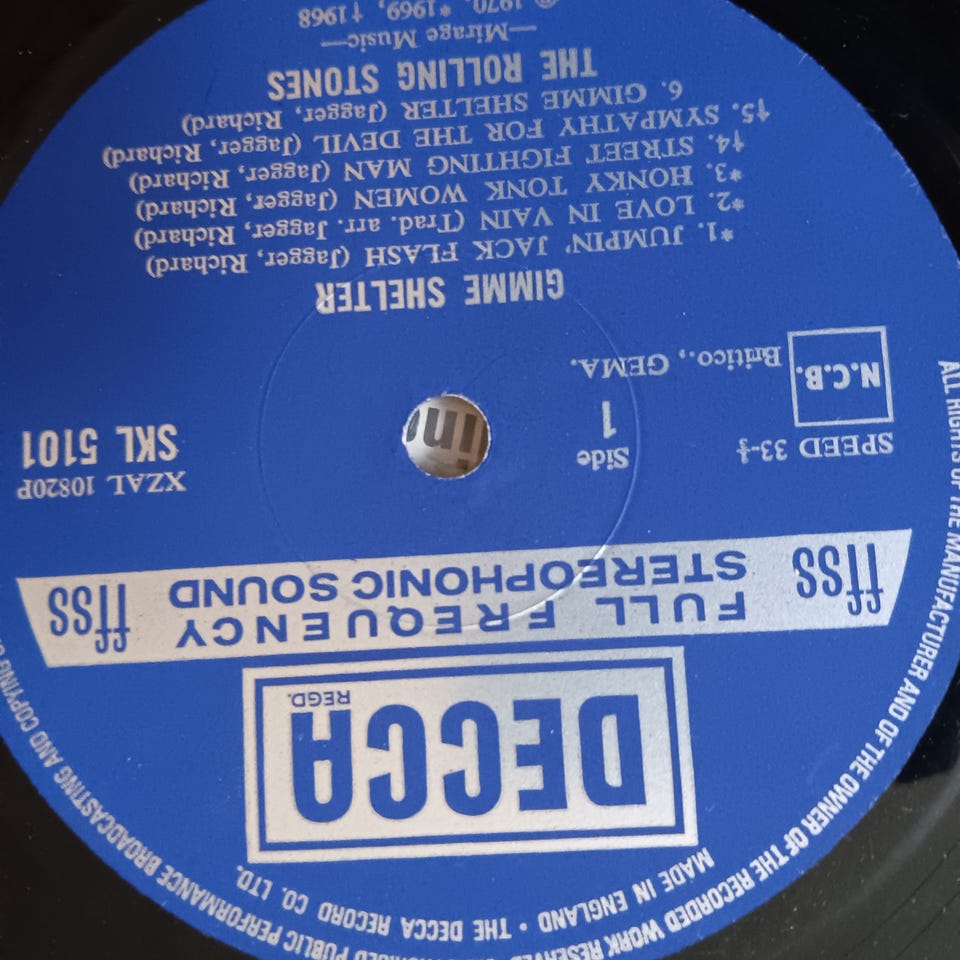 ALL RIGHTS OF THE MANUFACTURER AND OF THE OWNER OF THE RECORDED WORK RESERVED PUBLIC PERFORMANCE BROADCASTING AND COPYING
MADE IN ENGLAND • THE DECCA RECORD CO. LTD.
DECCA
REGD.
ffss FULL FREQUENCY ffss
STEREOPHONIC SOUND
SPEED 33-⅓
XZAL 10820P
N.C.B.
Side
1
SKL 5101
Britico., GEMA.
GIMME SHELTER
*1. JUMPIN' JACK FLASH (Jagger, Richard)
*2. LOVE IN VAIN (Trad. arr. Jagger, Richard)
*3. HONKY TONK WOMEN (Jagger, Richard)
†4. STREET FIGHTING MAN (Jagger, Richard)
†5. SYMPATHY FOR THE DEVIL (Jagger, Richard)
6. GIMME SHELTER (Jagger, Richard)
THE ROLLING STONES
—Mirage Music—
℗ 1970, *1969, †1968